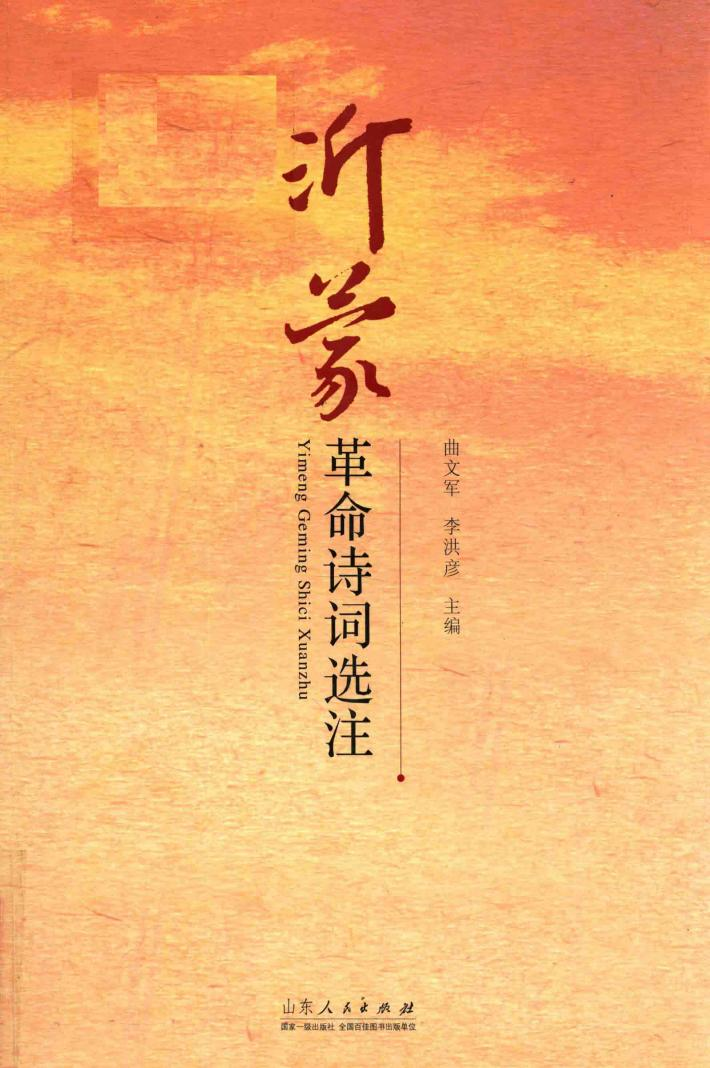 沂蒙
革命诗词选注
Yimeng Geming Shici Xuanzhu
曲文军 李洪彦 主编
山东人民出版社
国家一级出版社 全国百佳图书出版单位